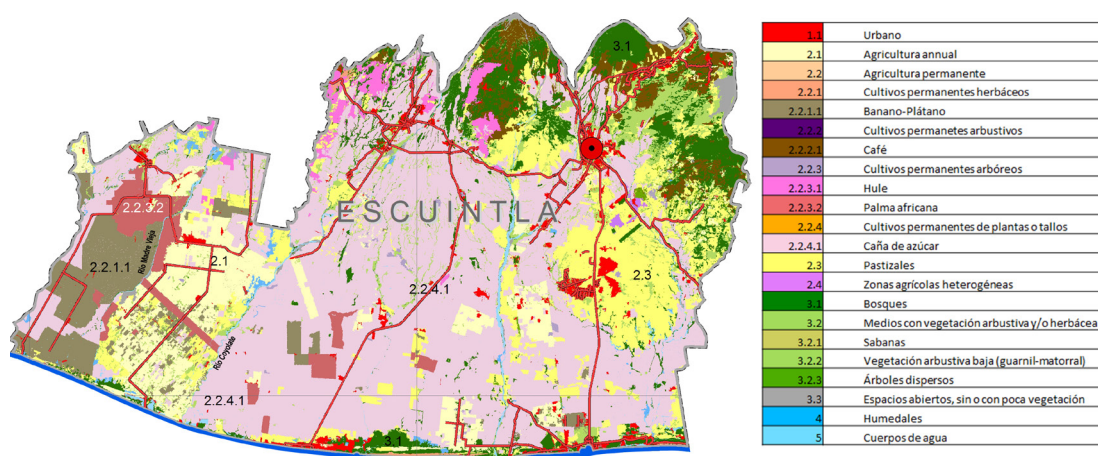 3.1
ESCUINTLA
2.2.3.2
Río Madre Vieja
2.1
2.2.1.1
2.3
2.2.4.1
Río Coyolate
2.2.4.1
3.1
1.1 Urbano
2.1 Agricultura annual
2.2 Agricultura permanente
2.2.1 Cultivos permanentes herbáceos
2.2.1.1 Banano-Plátano
2.2.2 Cultivos permanetes arbustivos
2.2.2.1 Café
2.2.3 Cultivos permanentes arbóreos
2.2.3.1 Hule
2.2.3.2 Palma africana
2.2.4 Cultivos permanentes de plantas o tallos
2.2.4.1 Caña de azúcar
2.3 Pastizales
2.4 Zonas agrícolas heterogéneas
3.1 Bosques
3.2 Medios con vegetación arbustiva y/o herbácea
3.2.1 Sabanas
3.2.2 Vegetación arbustiva baja (guarnil-matorral)
3.2.3 Árboles dispersos
3.3 Espacios abiertos, sin o con poca vegetación
4 Humedales
5 Cuerpos de agua